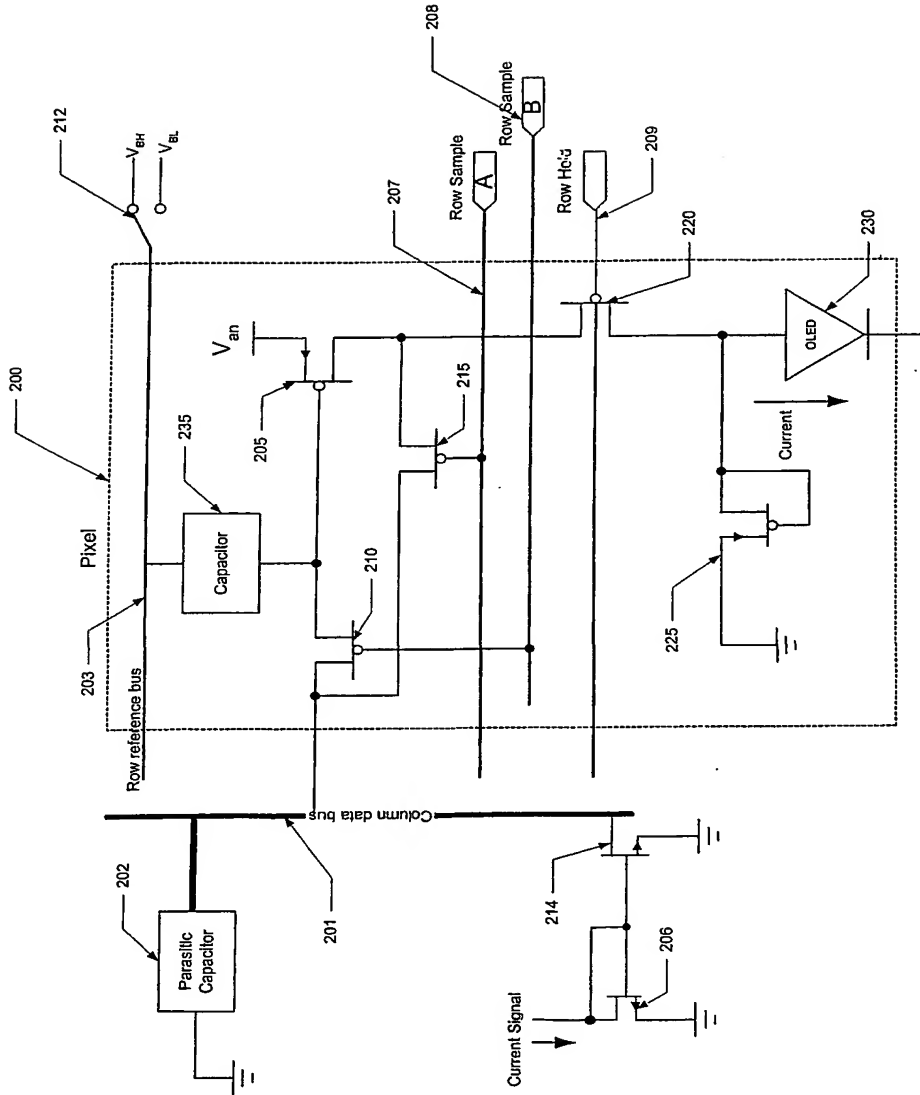 212
V_BH
V_BL
208
Row Sample
B
Row Sample
A
207
Row Hold
209
220
230
200
Pixel
V_an
205
235
Capacitor
215
210
OLED
Current
225
203
Row reference bus
Column data bus
201
202
Parasitic
Capacitor
214
206
Current Signal